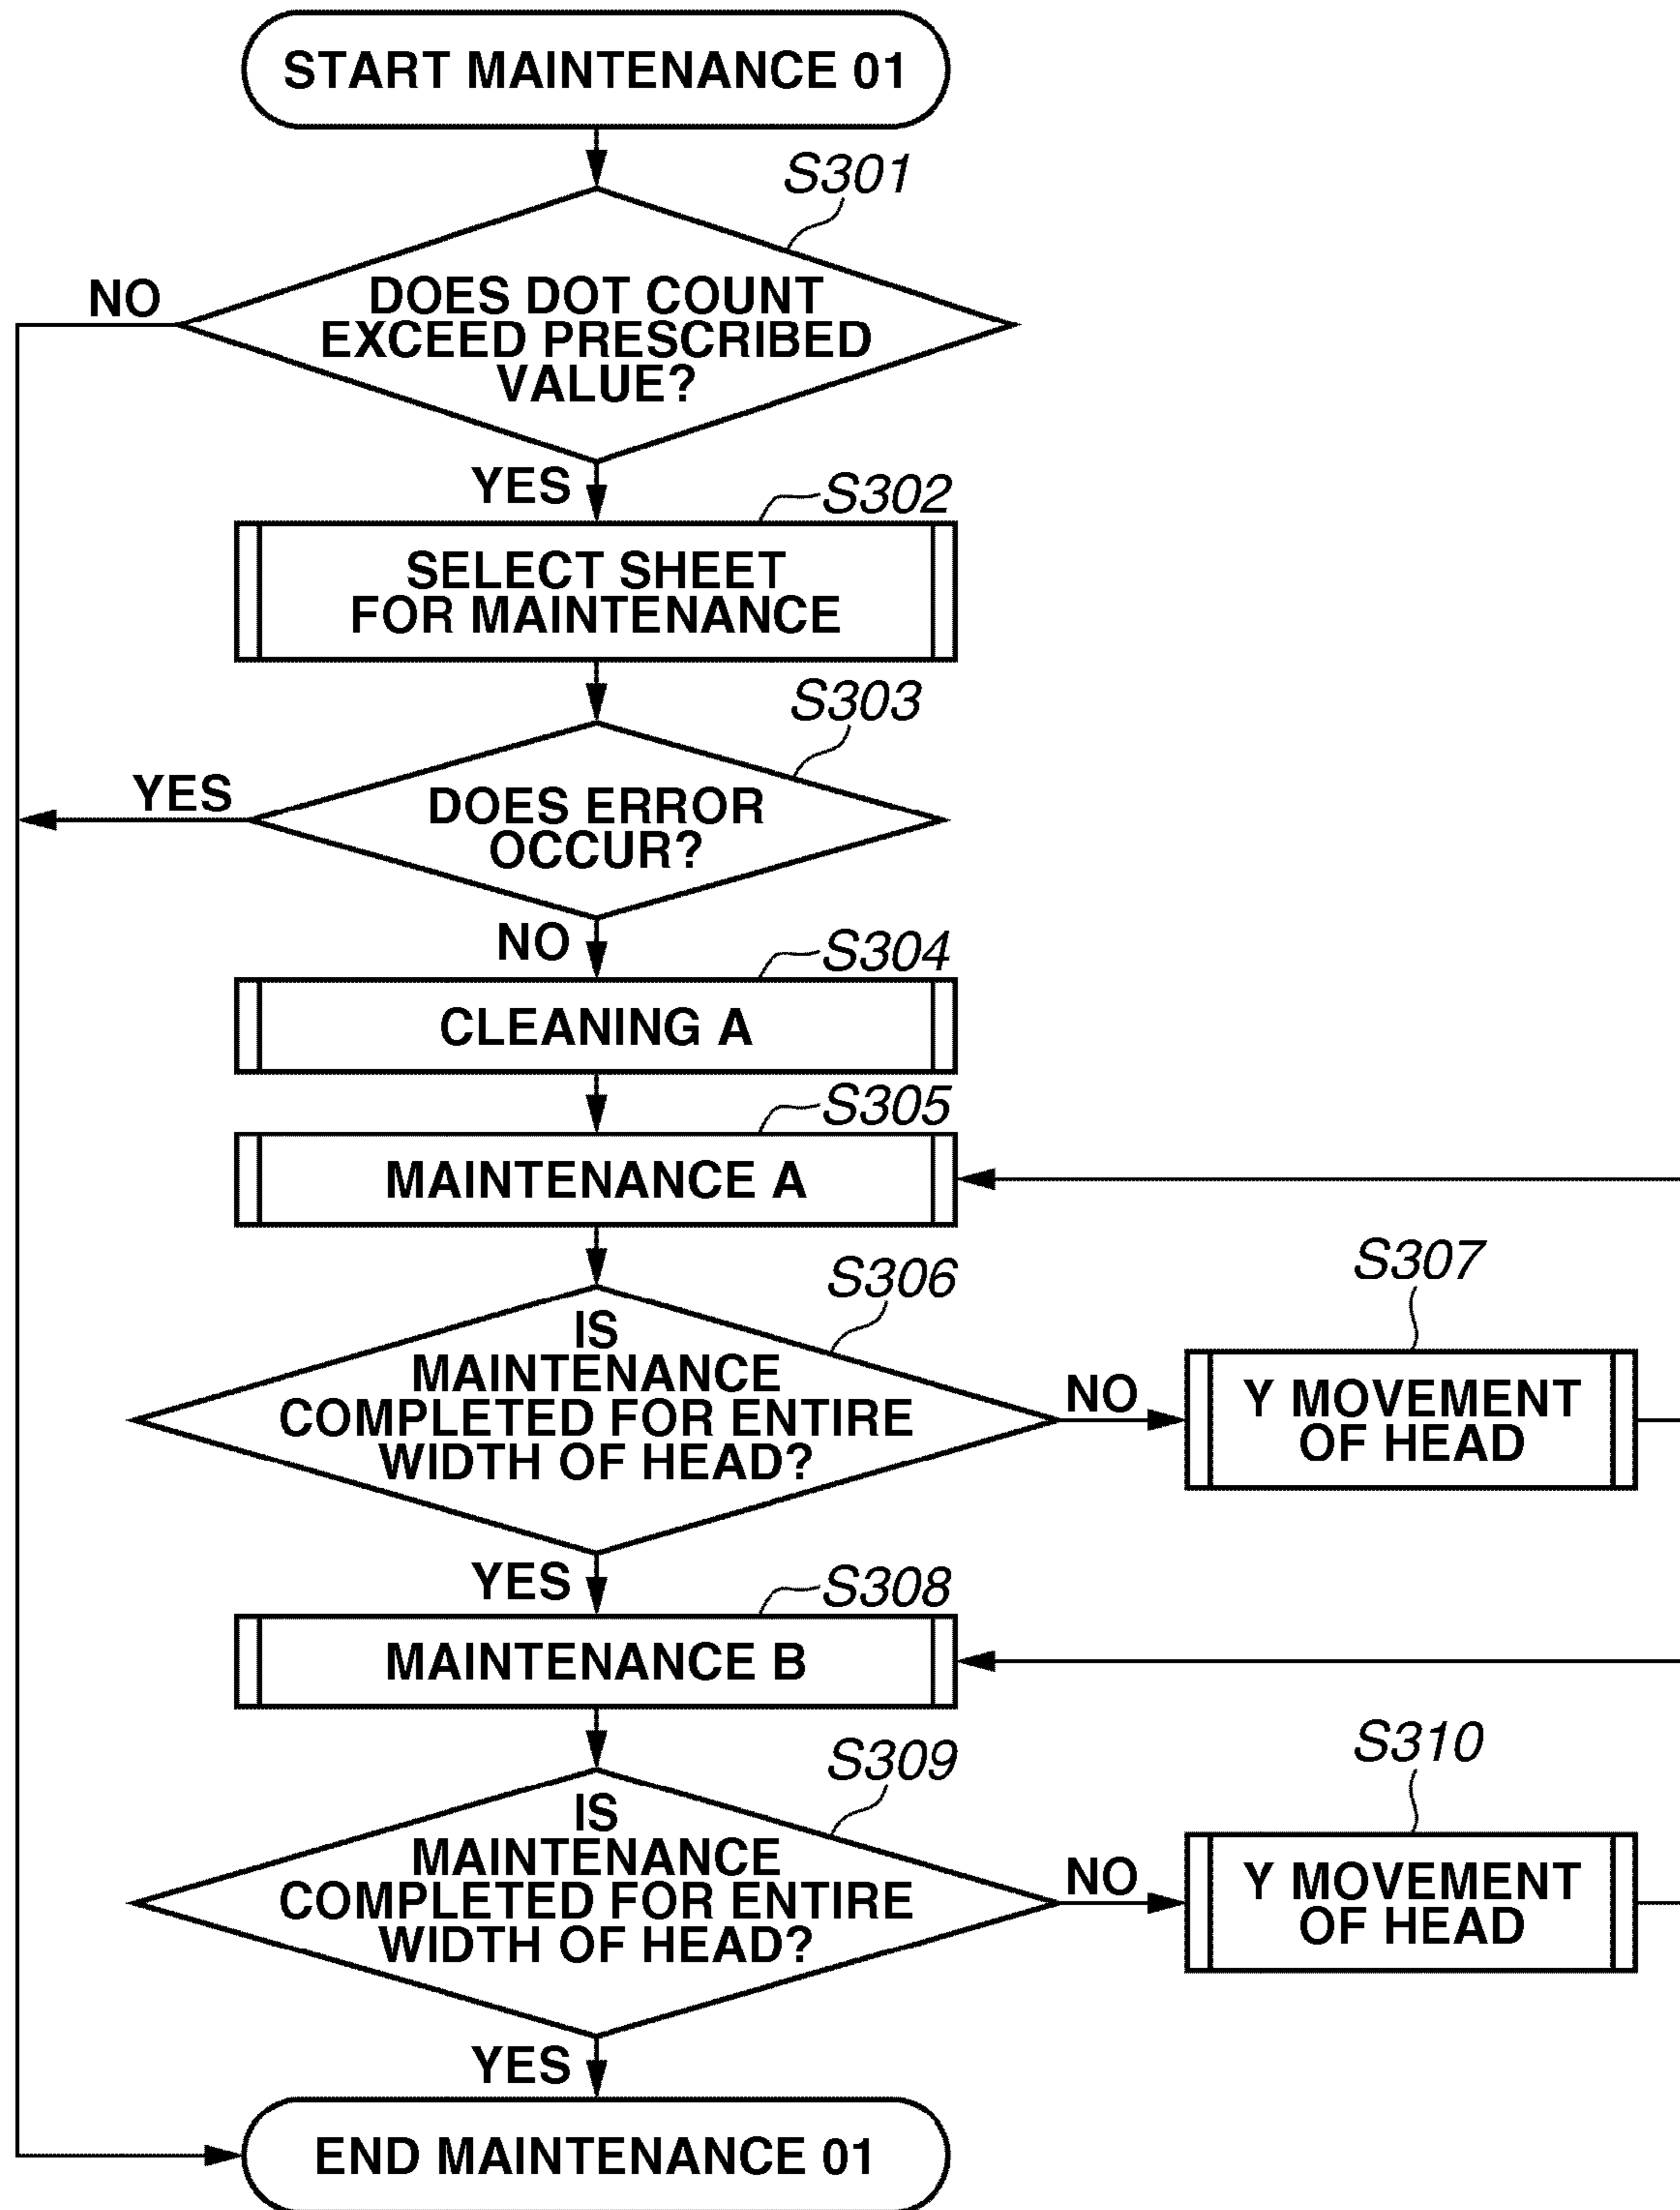 START MAINTENANCE 01
S301
NO
DOES DOT COUNT
EXCEED PRESCRIBED
VALUE?
YES
S302
SELECT SHEET
FOR MAINTENANCE
S303
YES
DOES ERROR
OCCUR?
NO
S304
CLEANING A
S305
MAINTENANCE A
S306
IS
MAINTENANCE
COMPLETED FOR ENTIRE
WIDTH OF HEAD?
NO
S307
Y MOVEMENT
OF HEAD
YES
S308
MAINTENANCE B
S309
IS
MAINTENANCE
COMPLETED FOR ENTIRE
WIDTH OF HEAD?
NO
S310
Y MOVEMENT
OF HEAD
YES
END MAINTENANCE 01